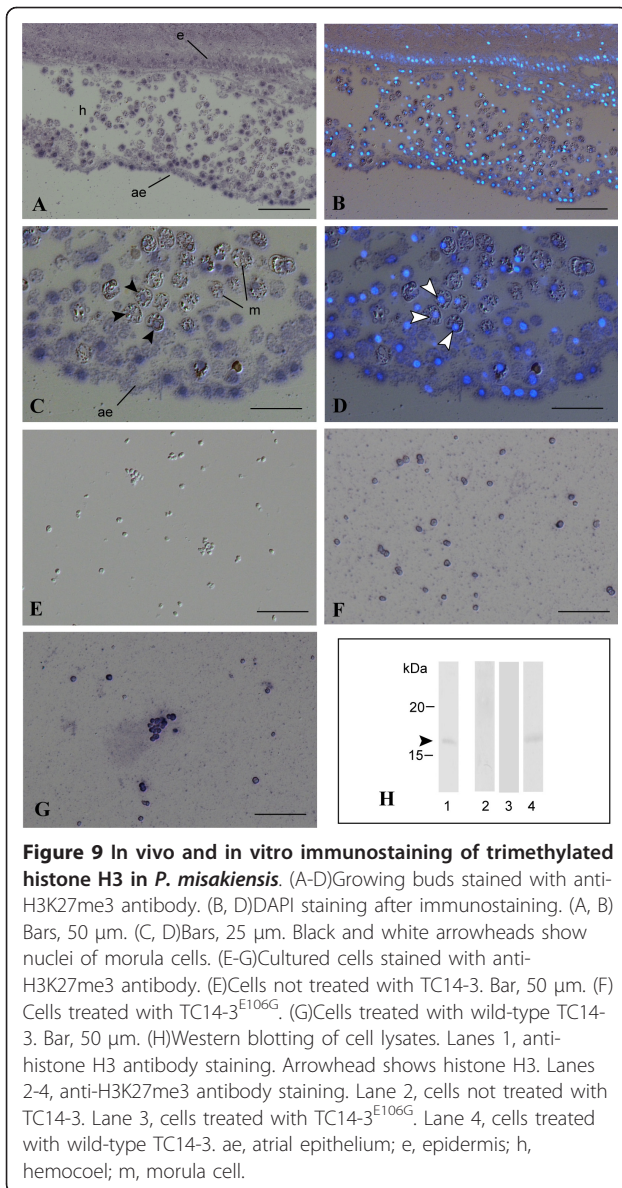 e
h
ae
A
B
m
ae
C
D
E
F
G
kDa
20
15
H
1 2 3 4
Figure 9 In vivo and in vitro immunostaining of trimethylated
histone H3 in P. misakiensis. (A-D)Growing buds stained with anti-
H3K27me3 antibody. (B, D)DAPI staining after immunostaining. (A, B)
Bars, 50 μm. (C, D)Bars, 25 μm. Black and white arrowheads show
nuclei of morula cells. (E-G)Cultured cells stained with anti-
H3K27me3 antibody. (E)Cells not treated with TC14-3. Bar, 50 μm. (F)
Cells treated with TC14-3E106G. (G)Cells treated with wild-type TC14-
3. Bar, 50 μm. (H)Western blotting of cell lysates. Lanes 1, anti-
histone H3 antibody staining. Arrowhead shows histone H3. Lanes
2-4, anti-H3K27me3 antibody staining. Lane 2, cells not treated with
TC14-3. Lane 3, cells treated with TC14-3E106G. Lane 4, cells treated
with wild-type TC14-3. ae, atrial epithelium; e, epidermis; h,
hemocoel; m, morula cell.